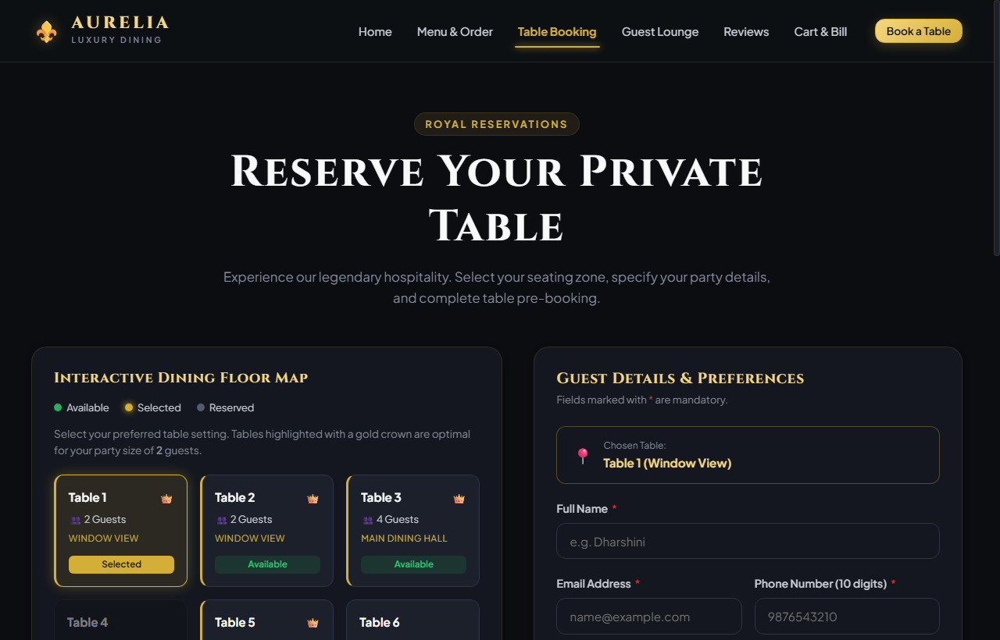 AURELIA
LUXURY DINING
Home
Menu & Order
Table Booking
Guest Lounge
Reviews
Cart & Bill
Book a Table
ROYAL RESERVATIONS
Reserve Your Private
Table
Experience our legendary hospitality. Select your seating zone, specify your party details,
and complete table pre-booking.
Interactive Dining Floor Map
Available
Selected
Reserved
Select your preferred table setting. Tables highlighted with a gold crown are optimal
for your party size of 2 guests.
Table 1
2 Guests
WINDOW VIEW
Selected
Table 2
2 Guests
WINDOW VIEW
Available
Table 3
4 Guests
MAIN DINING HALL
Available
Table 4
Table 5
Table 6
Guest Details & Preferences
Fields marked with * are mandatory.
Chosen Table:
Table 1 (Window View)
Full Name *
e.g. Dharshini
Email Address *
name@example.com
Phone Number (10 digits) *
9876543210